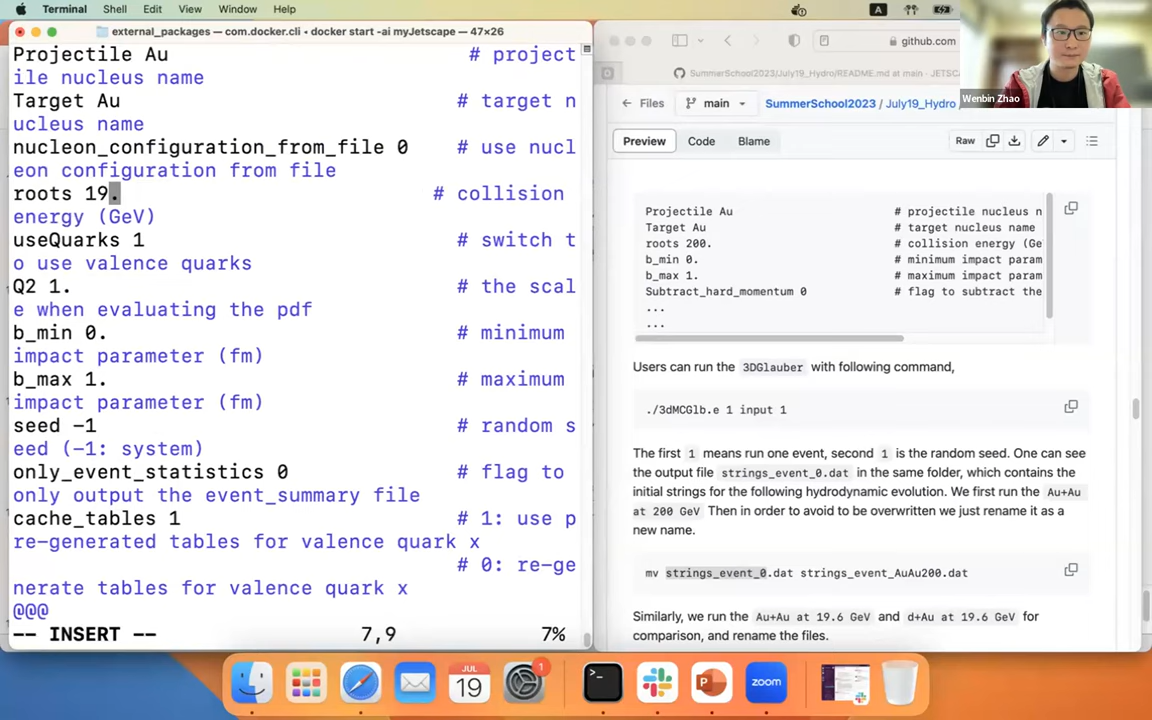 Terminal Shell Edit View Window Help
A
external_packages — com.docker.cli • docker start -ai myJetscape — 47×26
Projectile Au # project
ile nucleus name
Target Au # target n
ucleus name
nucleon_configuration_from_file 0 # use nucl
eon configuration from file
roots 19. # collision
energy (GeV)
useQuarks 1 # switch t
o use valence quarks
Q2 1. # the scal
e when evaluating the pdf
b_min 0. # minimum
impact parameter (fm)
b_max 1. # maximum
impact parameter (fm)
seed -1 # random s
eed (-1: system)
only_event_statistics 0 # flag to
only output the event_summary file
cache_tables 1 # 1: use p
re-generated tables for valence quark x
# 0: re-ge
nerate tables for valence quark x
@@@
-- INSERT -- 7,9 7%
github.com
SummerSchool2023/July19_Hydro/README.md at main · JETSCA
Wenbin Zhao
Files main SummerSchool2023 / July19_Hydro
Preview Code Blame Raw
Projectile Au # projectile nucleus n
Target Au # target nucleus name
roots 200. # collision energy (Ge
b_min 0. # minimum impact param
b_max 1. # maximum impact param
Subtract_hard_momentum 0 # flag to subtract the
...
...
Users can run the 3DGlauber with following command,
./3dMCGlb.e 1 input 1
The first 1 means run one event, second 1 is the random seed. One can see
the output file strings_event_0.dat in the same folder, which contains the
initial strings for the following hydrodynamic evolution. We first run the Au+Au
at 200 GeV Then in order to avoid to be overwritten we just rename it as a
new name.
mv strings_event_0.dat strings_event_AuAu200.dat
Similarly, we run the Au+Au at 19.6 GeV and d+Au at 19.6 GeV for
comparison, and rename the files.
JUL
19
1
zoom